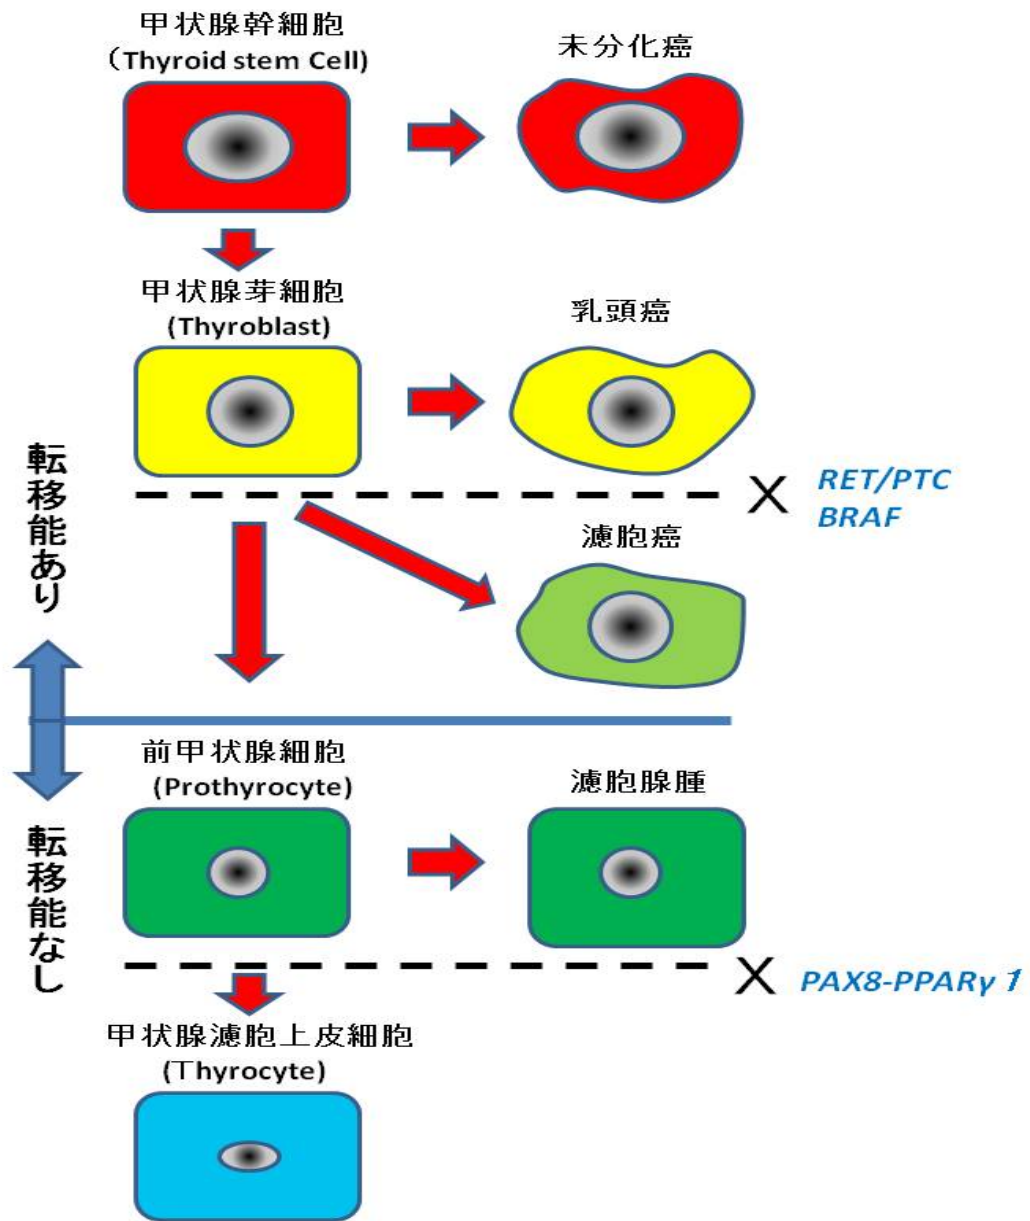 甲状腺幹細胞
（Thyroid stem Cell)
未分化癌
甲状腺芽細胞
(Thyroblast)
乳頭癌
転移能あり
X
RET/PTC
BRAF
濾胞癌
前甲状腺細胞
(Prothyrocyte)
濾胞腺腫
転移能なし
X
PAX8-PPARγ 1
甲状腺濾胞上皮細胞
(Thyrocyte)